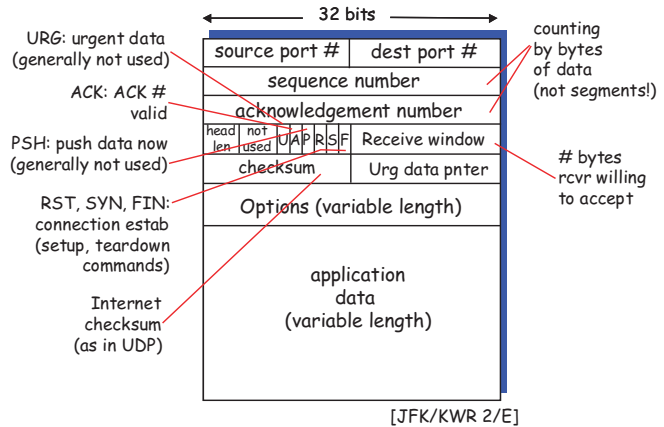 32 bits
URG: urgent data
(generally not used)
ACK: ACK #
valid
PSH: push data now
(generally not used)
RST, SYN, FIN:
connection estab
(setup, teardown
commands)
Internet
checksum
(as in UDP)
source port #
dest port #
sequence number
acknowledgement number
head
len
not
used
U A P R S F
Receive window
checksum
Urg data pnter
Options (variable length)
application
data
(variable length)
counting
by bytes
of data
(not segments!)
# bytes
rcvr willing
to accept
[JFK/KWR 2/E]